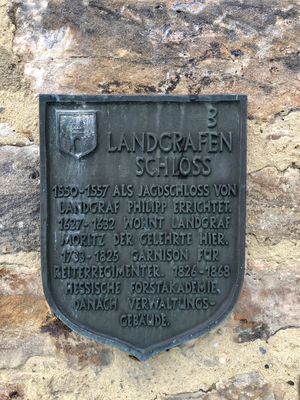 3
LANDGRAFEN
SCHLOSS
1550-1557 ALS JAGDSCHLOSS VON
LANDGRAF PHILIPP ERRICHTET.
1627-1632 WOHNT LANDGRAF
MORITZ DER GELEHRTE HIER.
1783-1825 GARNISON FÜR
REITERREGIMENTER. 1826-1868
HESSISCHE FORSTAKADEMIE.
DANACH VERWALTUNGS-
GEBÄUDE.